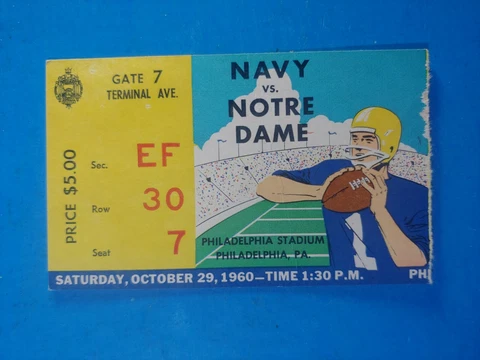 GATE 7
TERMINAL AVE.
PRICE $5.00
Sec. EF
Row 30
Seat 7
NAVY
VS.
NOTRE
DAME
PHILADELPHIA STADIUM
PHILADELPHIA, PA.
SATURDAY, OCTOBER 29, 1960—TIME 1:30 P.M.
PHI